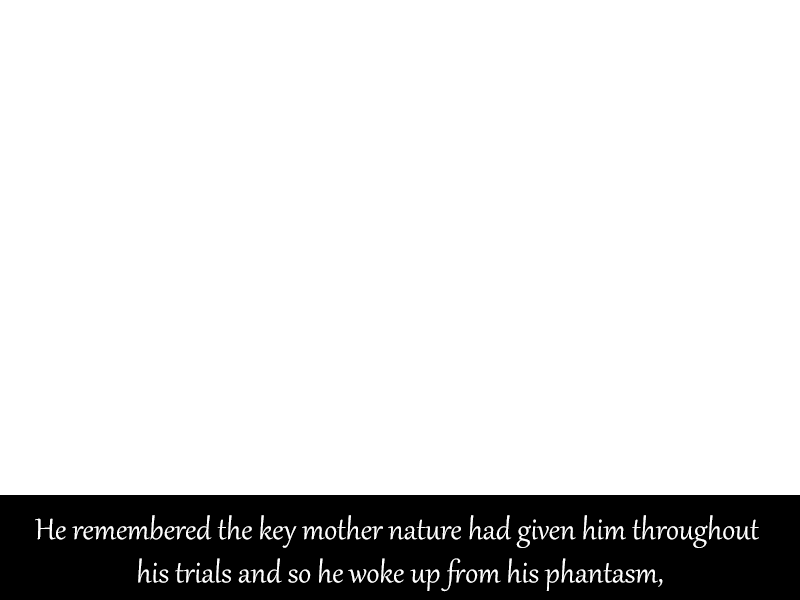 He remembered the key mother nature had given him throughout
his trials and so he woke up from his phantasm,